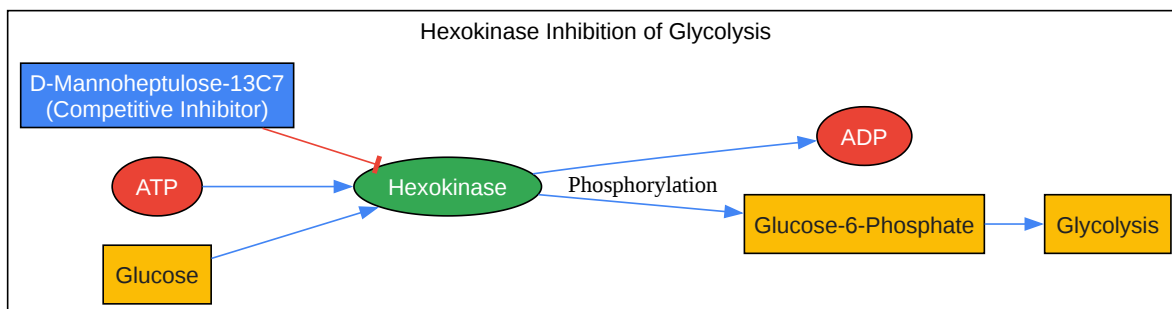 Hexokinase Inhibition of Glycolysis
D-Mannoheptulose-13C7
(Competitive Inhibitor)
ADP
ATP
Hexokinase
Phosphorylation
Glucose-6-Phosphate
Glycolysis
Glucose